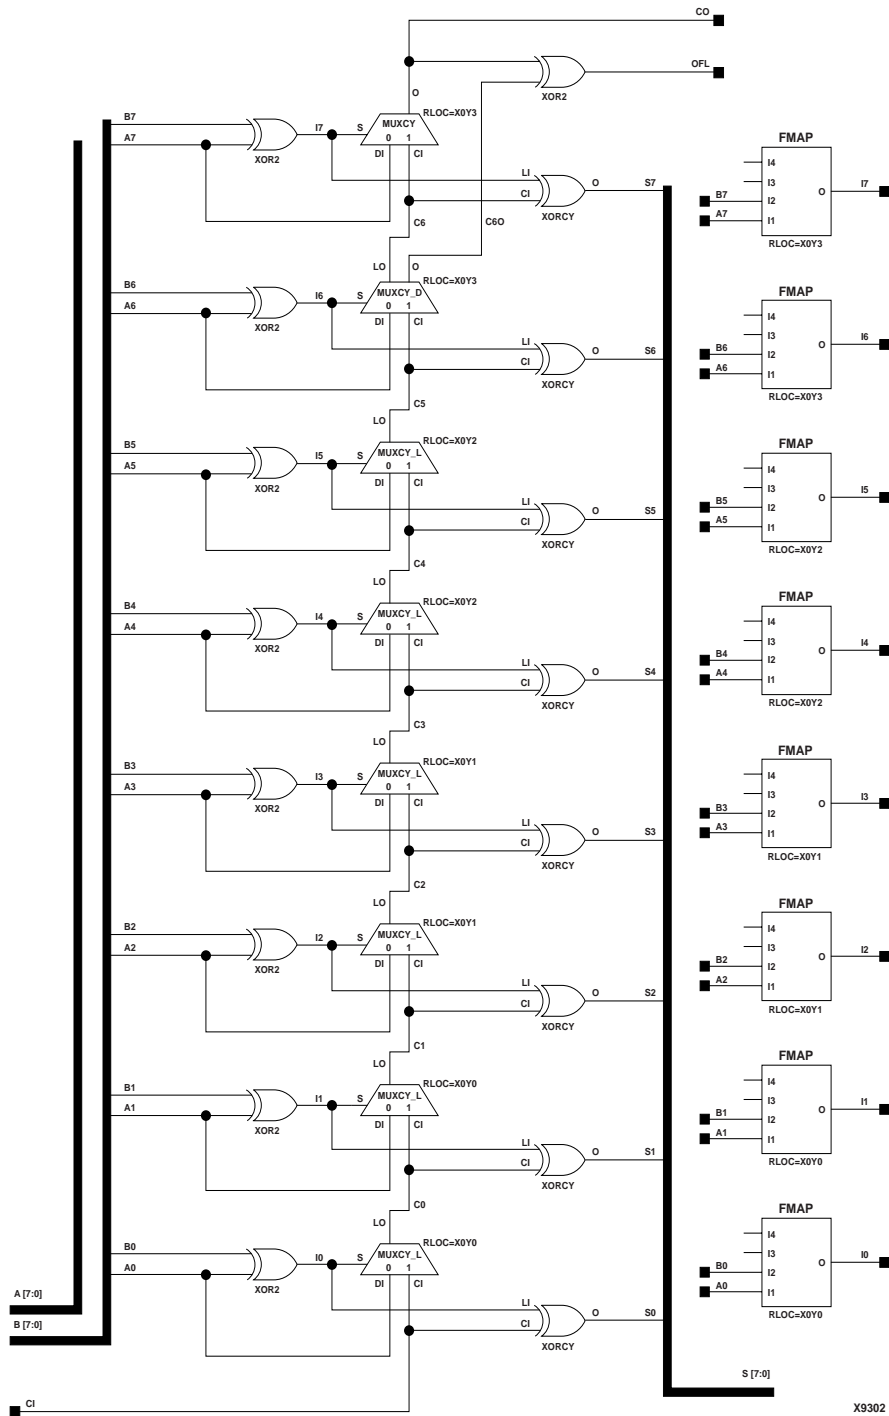 CO
OFL
XOR2
O
RLOC=X0Y3
B7
A7
XOR2
I7
S
MUXCY
0 1
DI
CI
LI
CI
XORCY
O
S7
C6
C6O
LO
O
RLOC=X0Y3
B6
A6
XOR2
I6
S
MUXCY_D
0 1
DI
CI
LI
CI
XORCY
O
S6
C5
LO
RLOC=X0Y2
B5
A5
XOR2
I5
S
MUXCY_L
0 1
DI
CI
LI
CI
XORCY
O
S5
C4
LO
RLOC=X0Y2
B4
A4
XOR2
I4
S
MUXCY_L
0 1
DI
CI
LI
CI
XORCY
O
S4
C3
LO
RLOC=X0Y1
B3
A3
XOR2
I3
S
MUXCY_L
0 1
DI
CI
LI
CI
XORCY
O
S3
C2
LO
RLOC=X0Y1
B2
A2
XOR2
I2
S
MUXCY_L
0 1
DI
CI
LI
CI
XORCY
O
S2
C1
LO
RLOC=X0Y0
B1
A1
XOR2
I1
S
MUXCY_L
0 1
DI
CI
LI
CI
XORCY
O
S1
C0
LO
RLOC=X0Y0
B0
A0
XOR2
I0
S
MUXCY_L
0 1
DI
CI
LI
CI
XORCY
O
S0
A [7:0]
B [7:0]
CI
S [7:0]
FMAP
I4
I3
B7 I2
A7 I1
O
I7
RLOC=X0Y3
FMAP
I4
I3
B6 I2
A6 I1
O
I6
RLOC=X0Y3
FMAP
I4
I3
B5 I2
A5 I1
O
I5
RLOC=X0Y2
FMAP
I4
I3
B4 I2
A4 I1
O
I4
RLOC=X0Y2
FMAP
I4
I3
B3 I2
A3 I1
O
I3
RLOC=X0Y1
FMAP
I4
I3
B2 I2
A2 I1
O
I2
RLOC=X0Y1
FMAP
I4
I3
B1 I2
A1 I1
O
I1
RLOC=X0Y0
FMAP
I4
I3
B0 I2
A0 I1
O
I0
RLOC=X0Y0
X9302